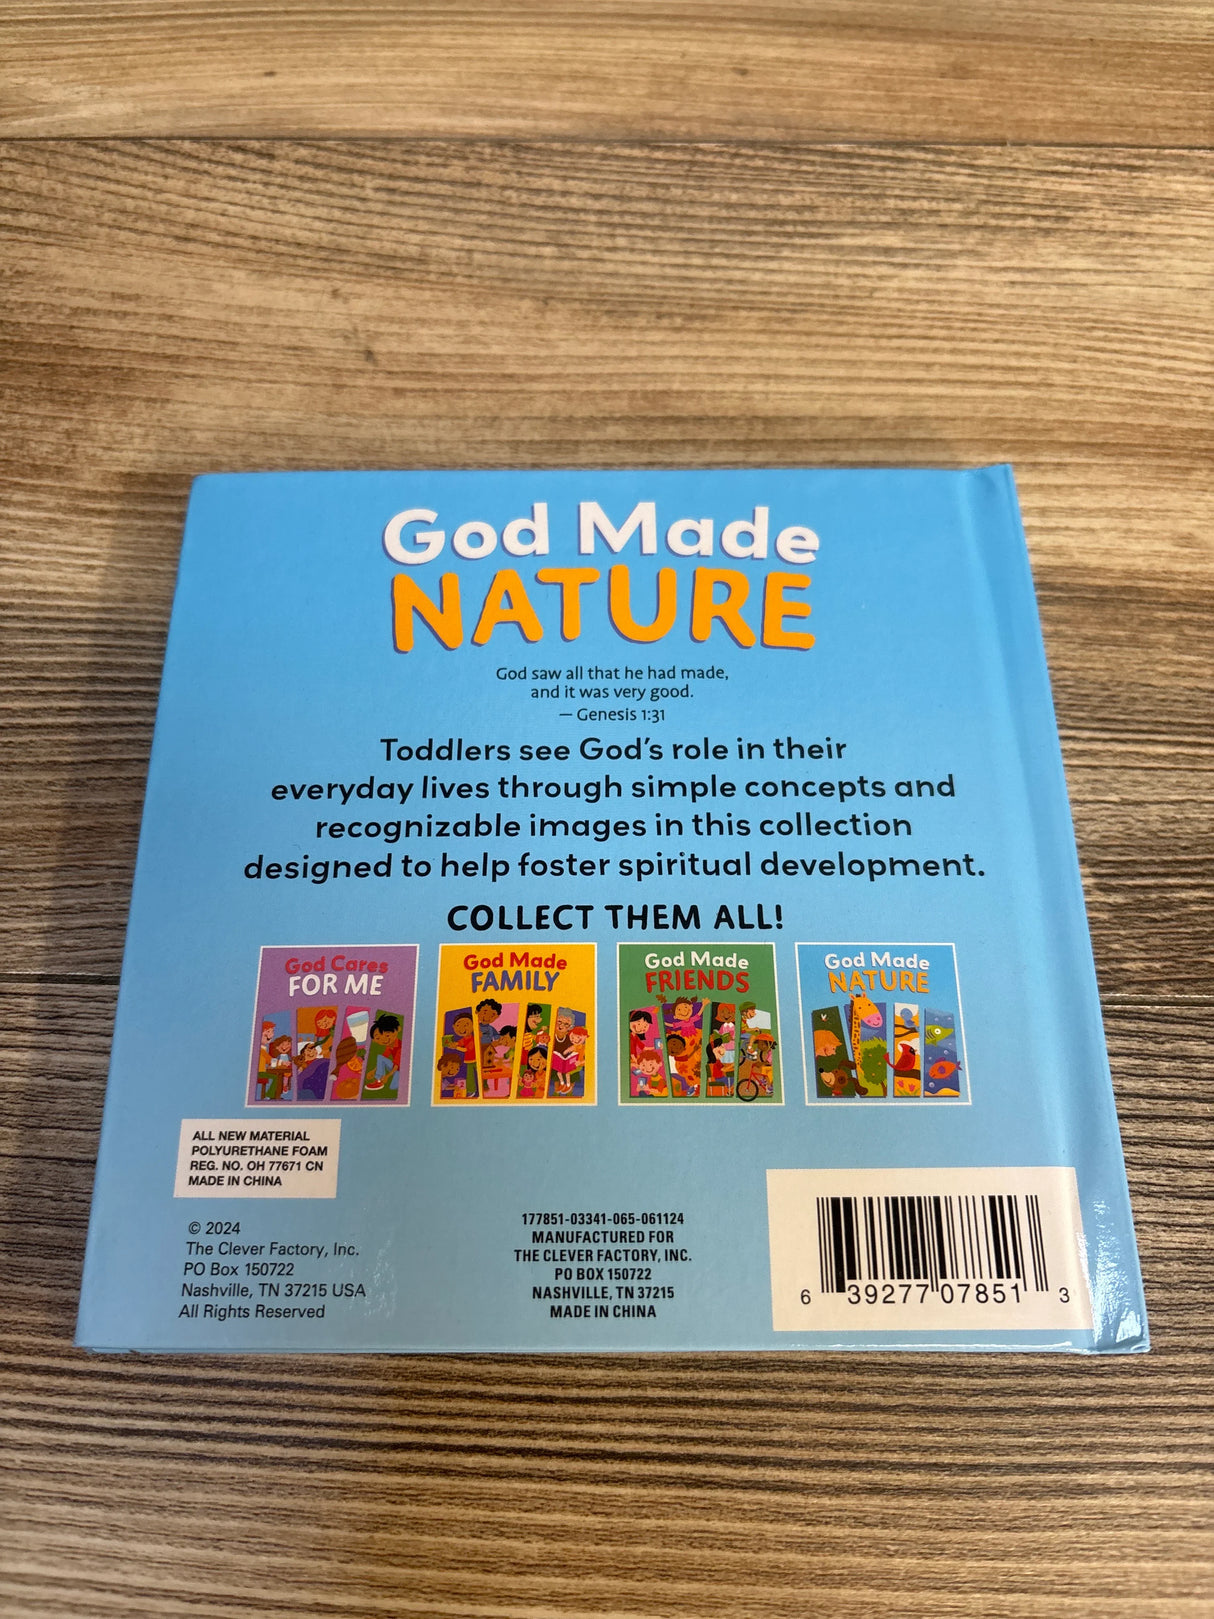 God Made
NATURE
God saw all that he had made,
and it was very good.
— Genesis 1:31
Toddlers see God's role in their
everyday lives through simple concepts and
recognizable images in this collection
designed to help foster spiritual development.
COLLECT THEM ALL!
God Cares
FOR ME
God Made
FAMILY
God Made
FRIENDS
God Made
NATURE
ALL NEW MATERIAL
POLYURETHANE FOAM
REG. NO. OH 77671 CN
MADE IN CHINA
© 2024
The Clever Factory, Inc.
PO Box 150722
Nashville, TN 37215 USA
All Rights Reserved
177851-03341-065-061124
MANUFACTURED FOR
THE CLEVER FACTORY, INC.
PO BOX 150722
NASHVILLE, TN 37215
MADE IN CHINA
6 39277 07851 3